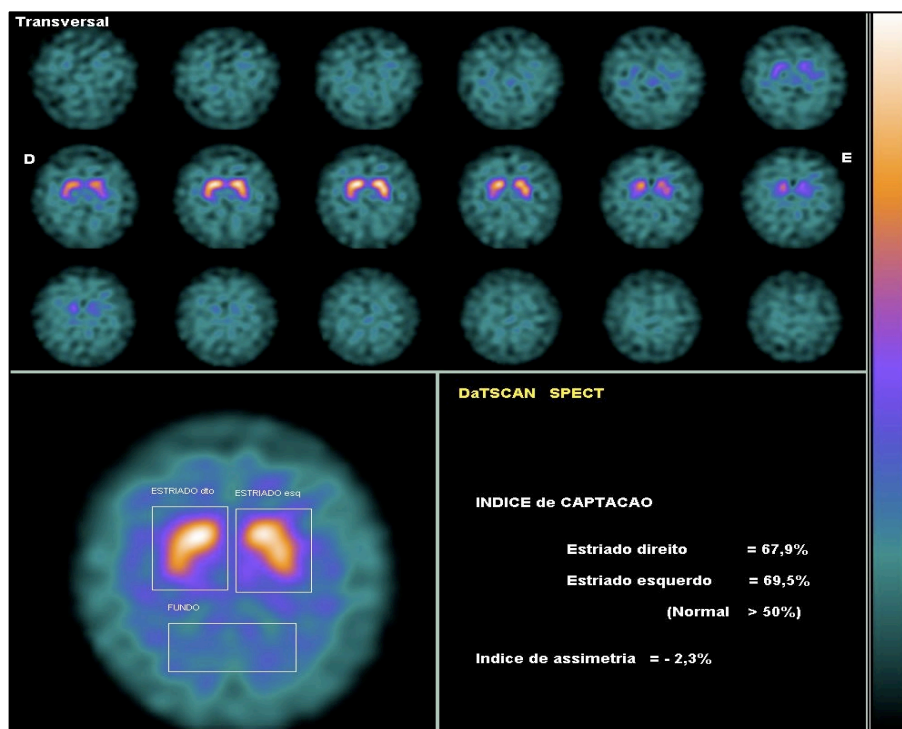 Transversal
D
E
ESTRIADO dto
ESTRIADO esq
FUNDO
DaTSCAN SPECT
INDICE de CAPTACAO
Estriado direito = 67,9%
Estriado esquerdo = 69,5%
(Normal > 50%)
Indice de assimetria = - 2,3%